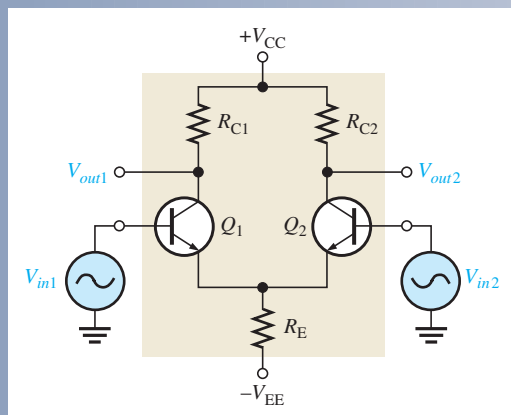 +VCC
RC1
RC2
Vout1
Vout2
Q1
Q2
Vin1
Vin2
RE
−VEE